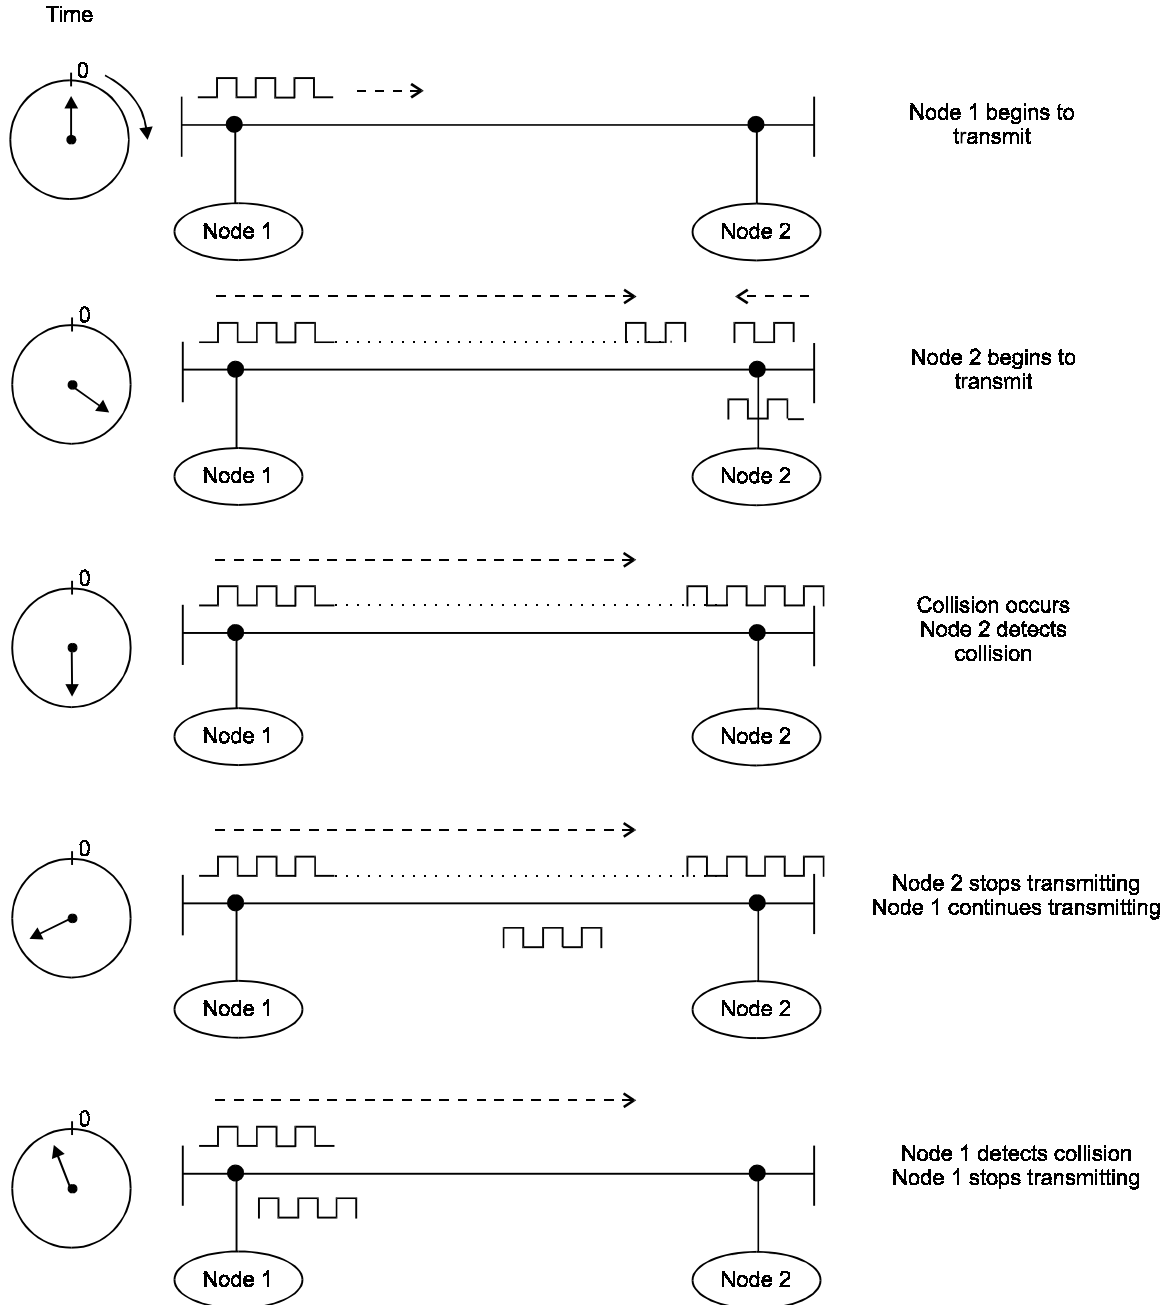 Time
0
Node 1 begins to
transmit
Node 1
Node 2
0
Node 2 begins to
transmit
Node 1
Node 2
0
Collision occurs
Node 2 detects
collision
Node 1
Node 2
0
Node 2 stops transmitting
Node 1 continues transmitting
Node 1
Node 2
0
Node 1 detects collision
Node 1 stops transmitting
Node 1
Node 2